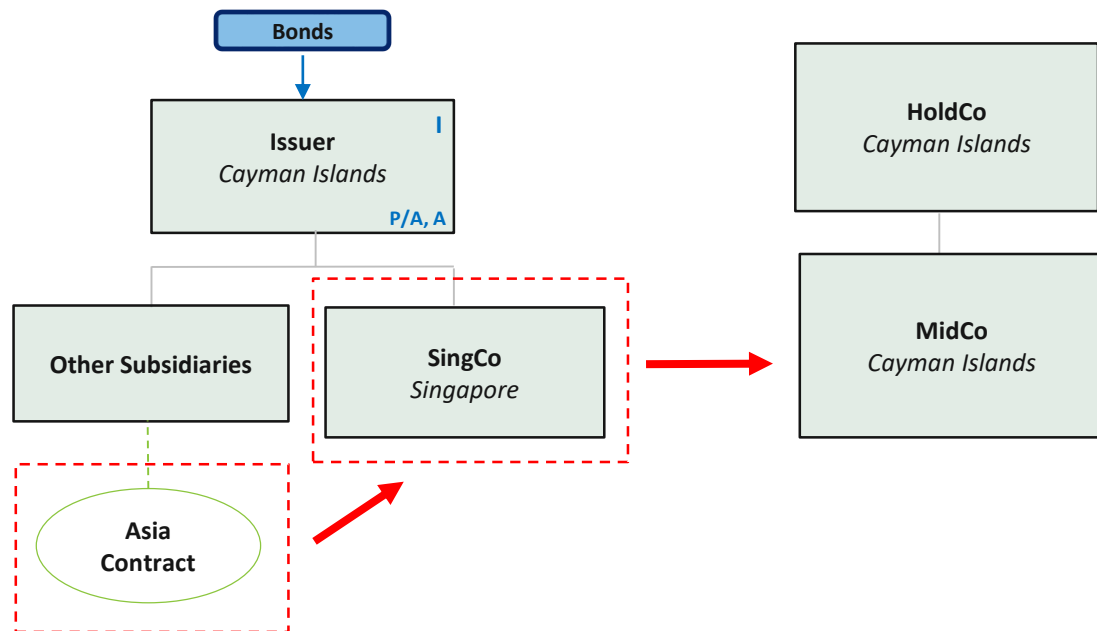 Bonds
I
Issuer
Cayman Islands
P/A, A
HoldCo
Cayman Islands
Other Subsidiaries
SingCo
Singapore
MidCo
Cayman Islands
Asia
Contract